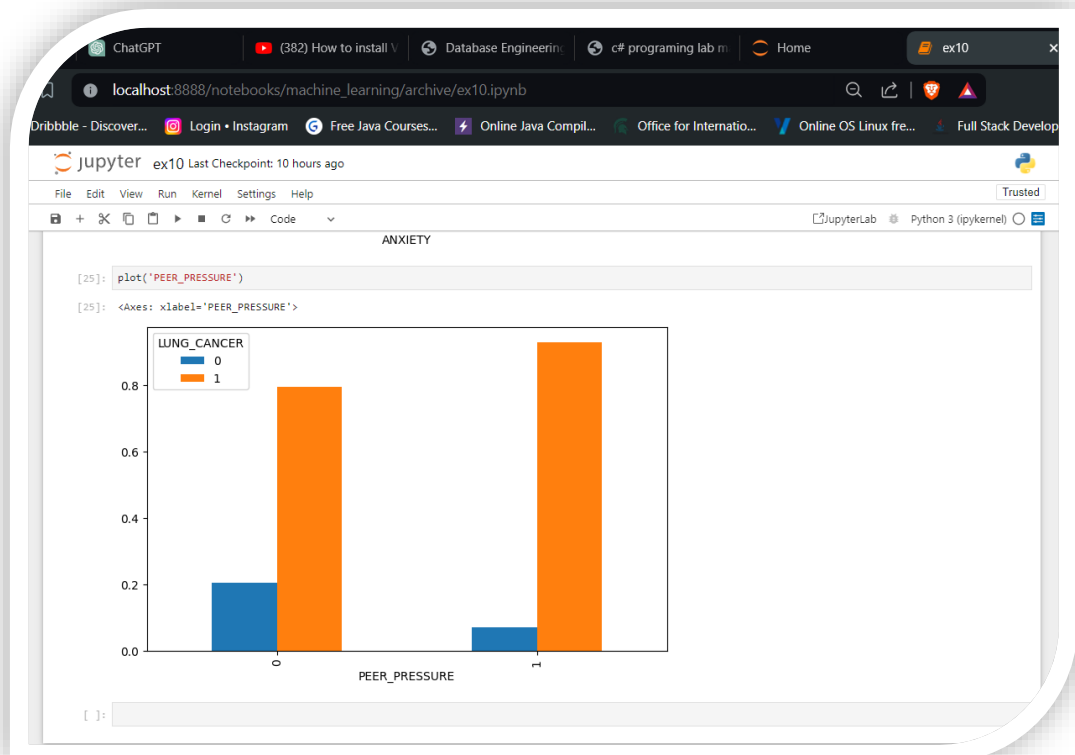 ChatGPT (382) How to install V Database Engineering c# programing lab m Home ex10 ×
localhost:8888/notebooks/machine_learning/archive/ex10.ipynb
Dribbble - Discover... Login • Instagram Free Java Courses... Online Java Compil... Office for Internatio... Online OS Linux fre... Full Stack Develop
jupyter ex10 Last Checkpoint: 10 hours ago
File Edit View Run Kernel Settings Help Trusted
Code JupyterLab Python 3 (ipykernel)
ANXIETY
[25]: plot('PEER_PRESSURE')
[25]: <Axes: xlabel='PEER_PRESSURE'>
LUNG_CANCER
0
1
0.8
0.6
0.4
0.2
0.0
0 1
PEER_PRESSURE
[ ]: